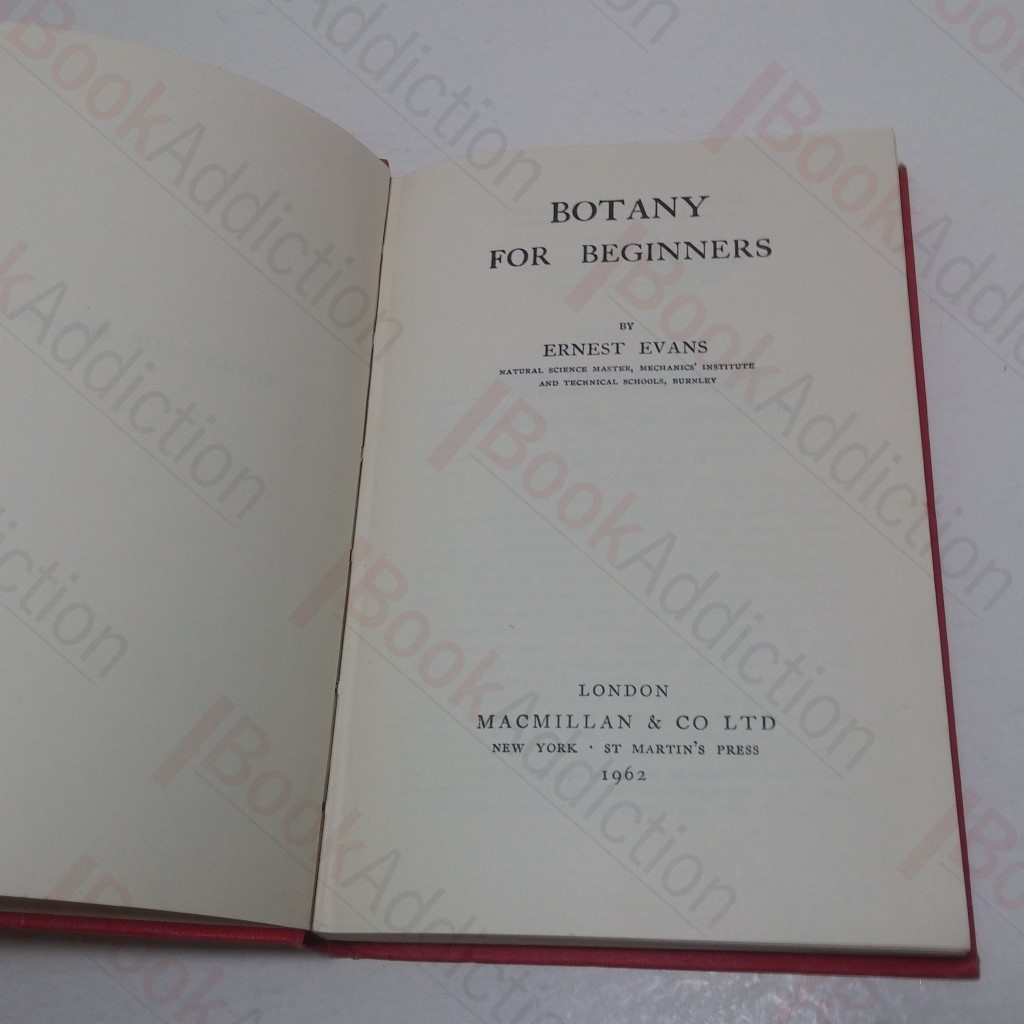 BOTANY
FOR BEGINNERS
BY
ERNEST EVANS
NATURAL SCIENCE MASTER, MECHANICS' INSTITUTE
AND TECHNICAL SCHOOLS, BURNLEY
LONDON
MACMILLAN & CO LTD
NEW YORK · ST MARTIN'S PRESS
1962
BookAddiction